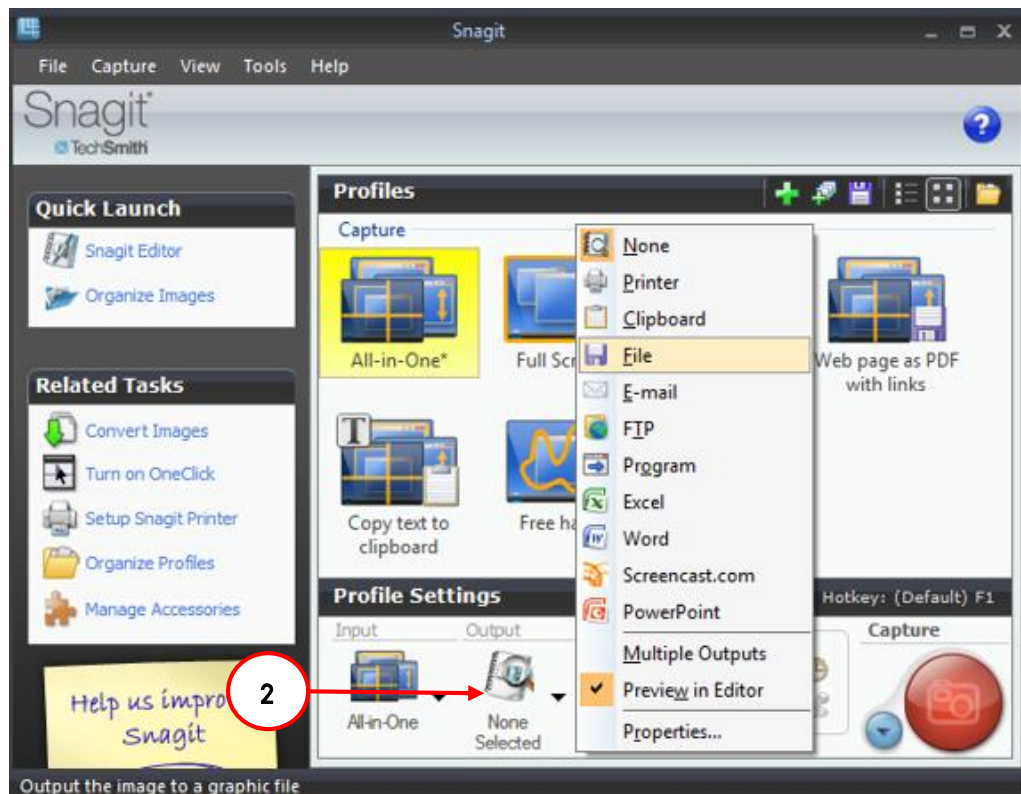 Snagit
File Capture View Tools Help
Snagit
TechSmith
?
Quick Launch
Snagit Editor
Organize Images
Related Tasks
Convert Images
Turn on OneClick
Setup Snagit Printer
Organize Profiles
Manage Accessories
Help us impro
Snagit
Profiles
Capture
All-in-One*
Full Scr
Web page as PDF
with links
T
Copy text to
clipboard
Free ha
None
Printer
Clipboard
File
E-mail
FTP
Program
Excel
Word
Screencast.com
PowerPoint
Multiple Outputs
Preview in Editor
Properties...
Profile Settings
Hotkey: (Default) F1
Input Output
Capture
All-in-One
None
Selected
2
Output the image to a graphic file